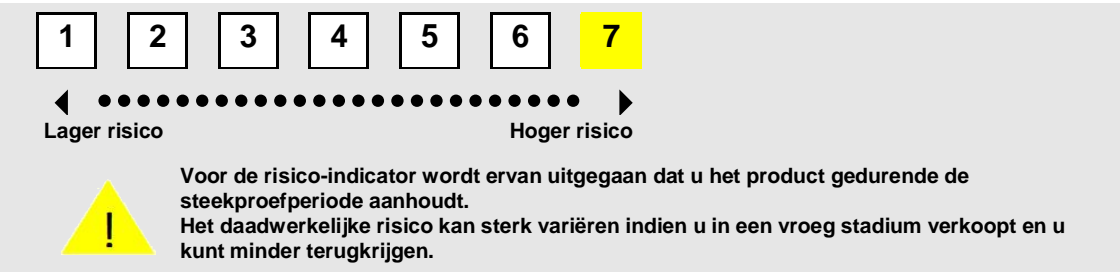 1 2 3 4 5 6 7
Lager risico Hoger risico
Voor de risico-indicator wordt ervan uitgegaan dat u het product gedurende de
steekproefperiode aanhoudt.
Het daadwerkelijke risico kan sterk variëren indien u in een vroeg stadium verkoopt en u
kunt minder terugkrijgen.
!